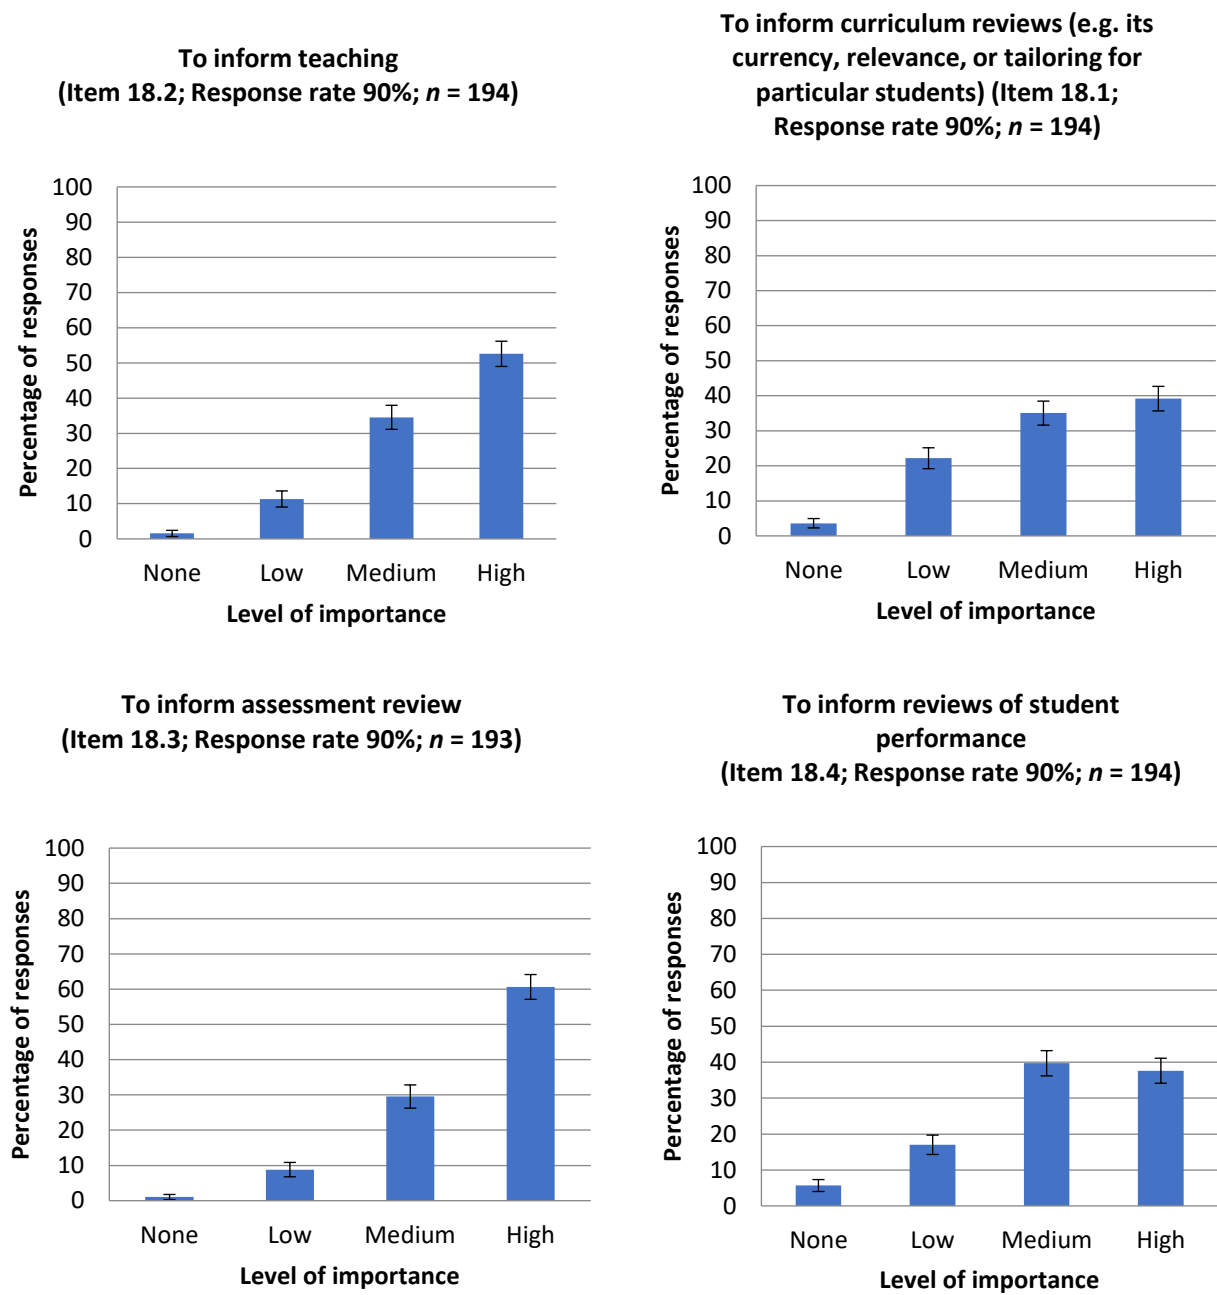 To inform teaching
(Item 18.2; Response rate 90%; n = 194)
100
90
80
70
60
50
40
30
20
10
0
Percentage of responses
None Low Medium High
Level of importance
To inform curriculum reviews (e.g. its
currency, relevance, or tailoring for
particular students) (Item 18.1;
Response rate 90%; n = 194)
100
90
80
70
60
50
40
30
20
10
0
Percentage of responses
None Low Medium High
Level of importance
To inform assessment review
(Item 18.3; Response rate 90%; n = 193)
100
90
80
70
60
50
40
30
20
10
0
Percentage of responses
None Low Medium High
Level of importance
To inform reviews of student
performance
(Item 18.4; Response rate 90%; n = 194)
100
90
80
70
60
50
40
30
20
10
0
Percentage of responses
None Low Medium High
Level of importance